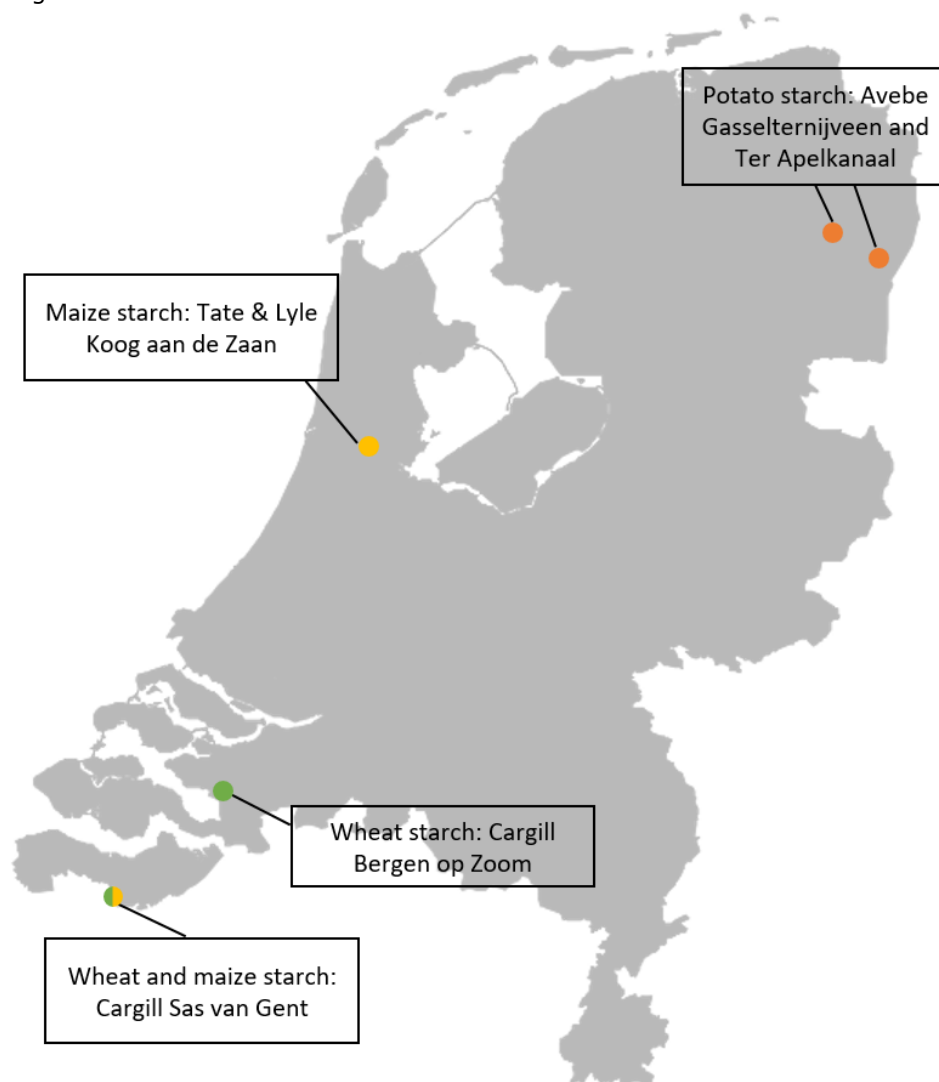 Potato starch: Avebe
Gasselternijveen and
Ter Apelkanaal
Maize starch: Tate & Lyle
Koog aan de Zaan
Wheat starch: Cargill
Bergen op Zoom
Wheat and maize starch:
Cargill Sas van Gent